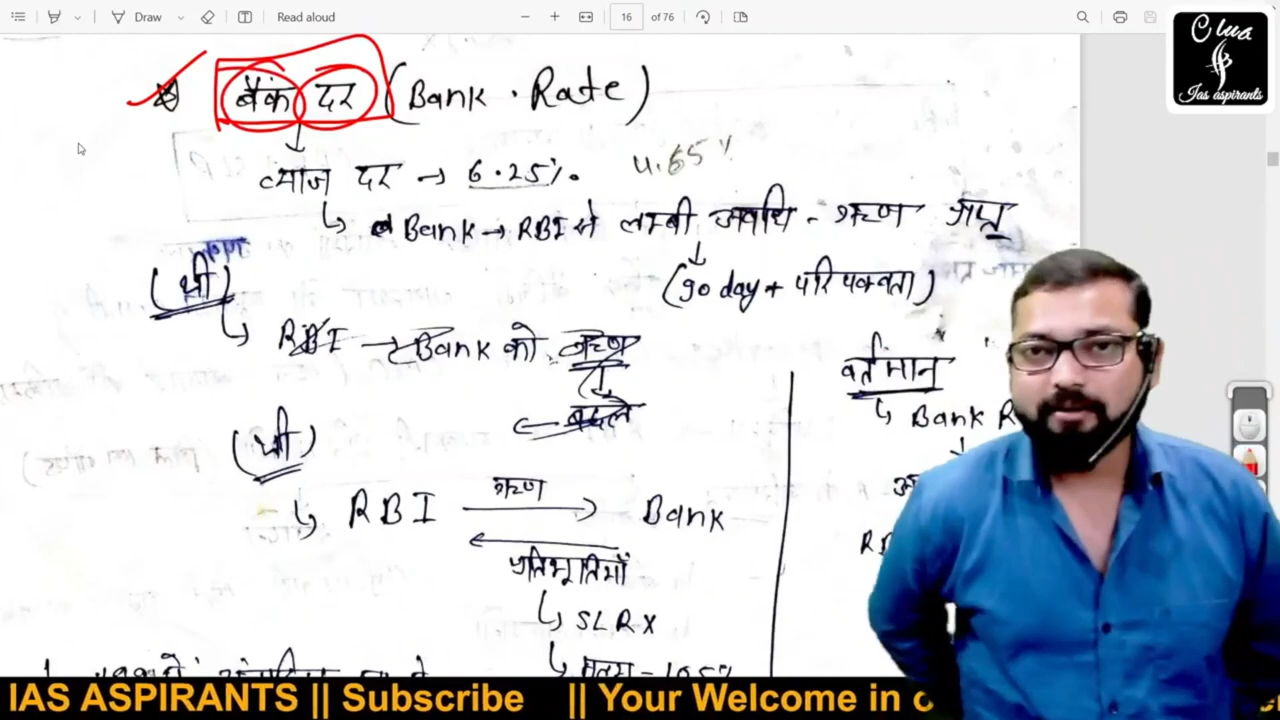 Draw
Read aloud
16 of 76
Clua
Ias aspirants
बैंक दर (Bank . Rate)
ब्याज दर → 6.25%. 4.65%
Bank → RBI से लम्बी अवधि - ऋण
(90 day + परिपक्वता)
(भी)
RBI → Bank को ऋण
बदले
वर्तमान
Bank R
(भी)
RBI ऋण Bank
प्रतिभूतियाँ
SLR X
IAS ASPIRANTS || Subscribe || Your Welcome in o